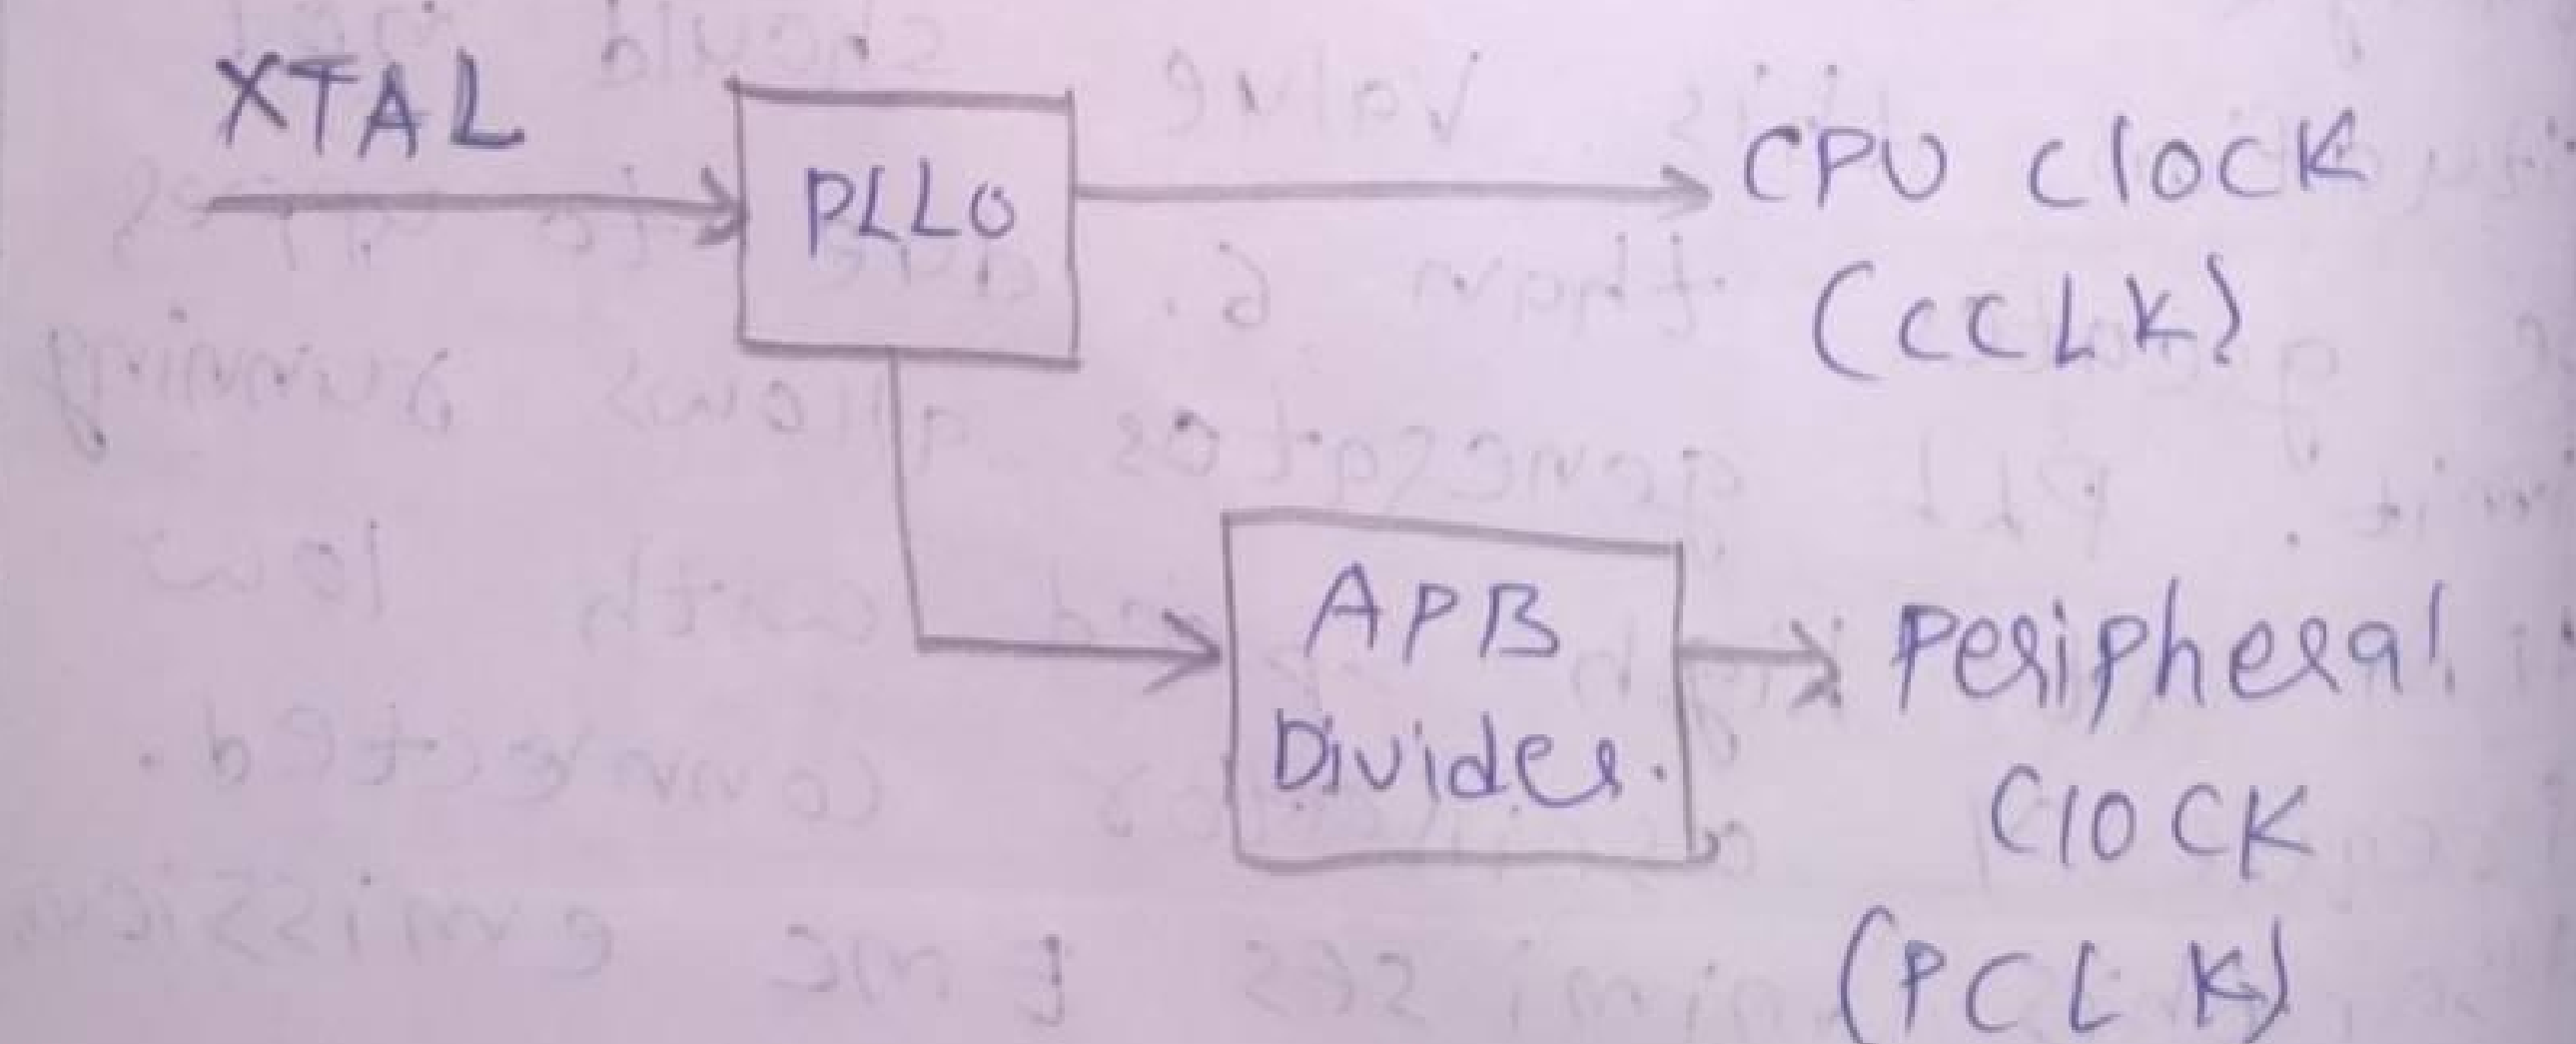 XTAL
PLL0
CPU Clock
(CCLK)
APB
Divider.
Peripheral
Clock
(PCLK)